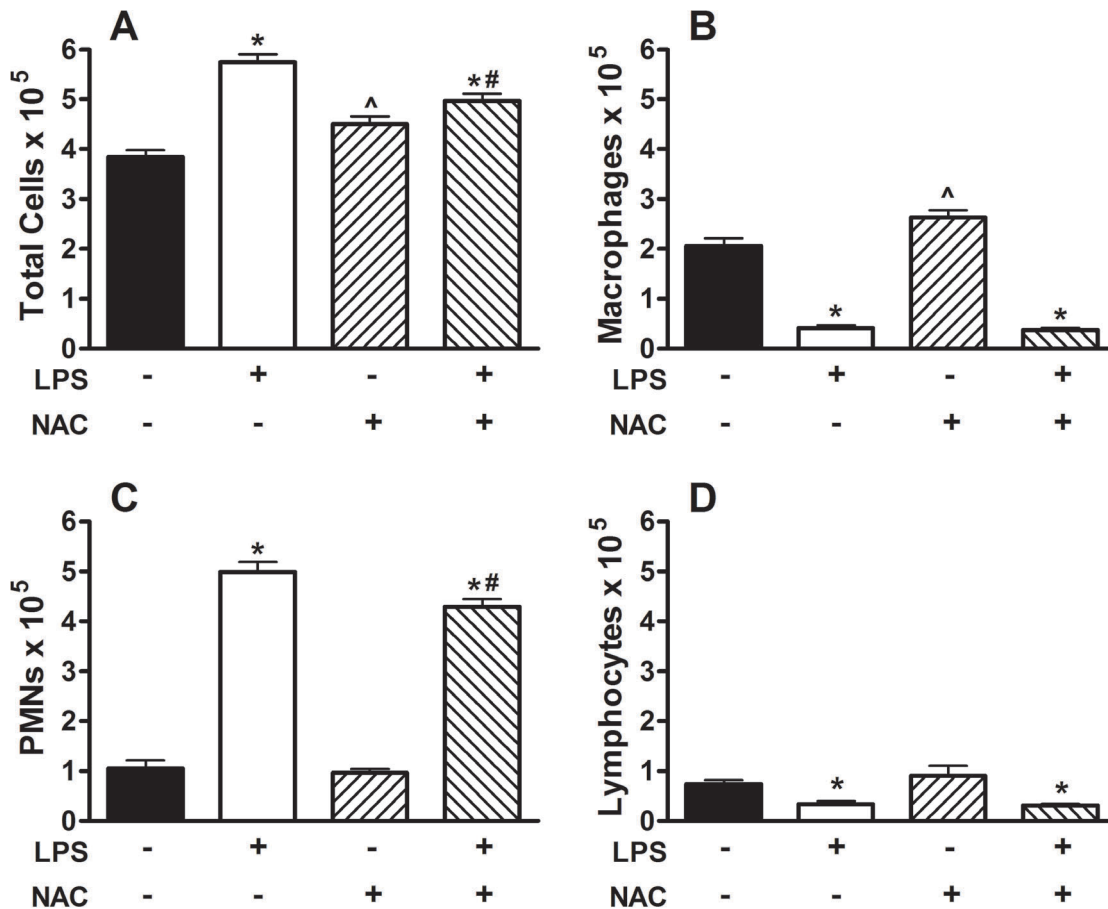 A
Total Cells x 10^5
6
5
4
3
2
1
0
*
^
*#
LPS - + - +
NAC - - + +
B
Macrophages x 10^5
6
5
4
3
2
1
0
*
^
*
LPS - + - +
NAC - - + +
C
PMNs x 10^5
6
5
4
3
2
1
0
*
*#
LPS - + - +
NAC - - + +
D
Lymphocytes x 10^5
6
5
4
3
2
1
0
*
*
LPS - + - +
NAC - - + +